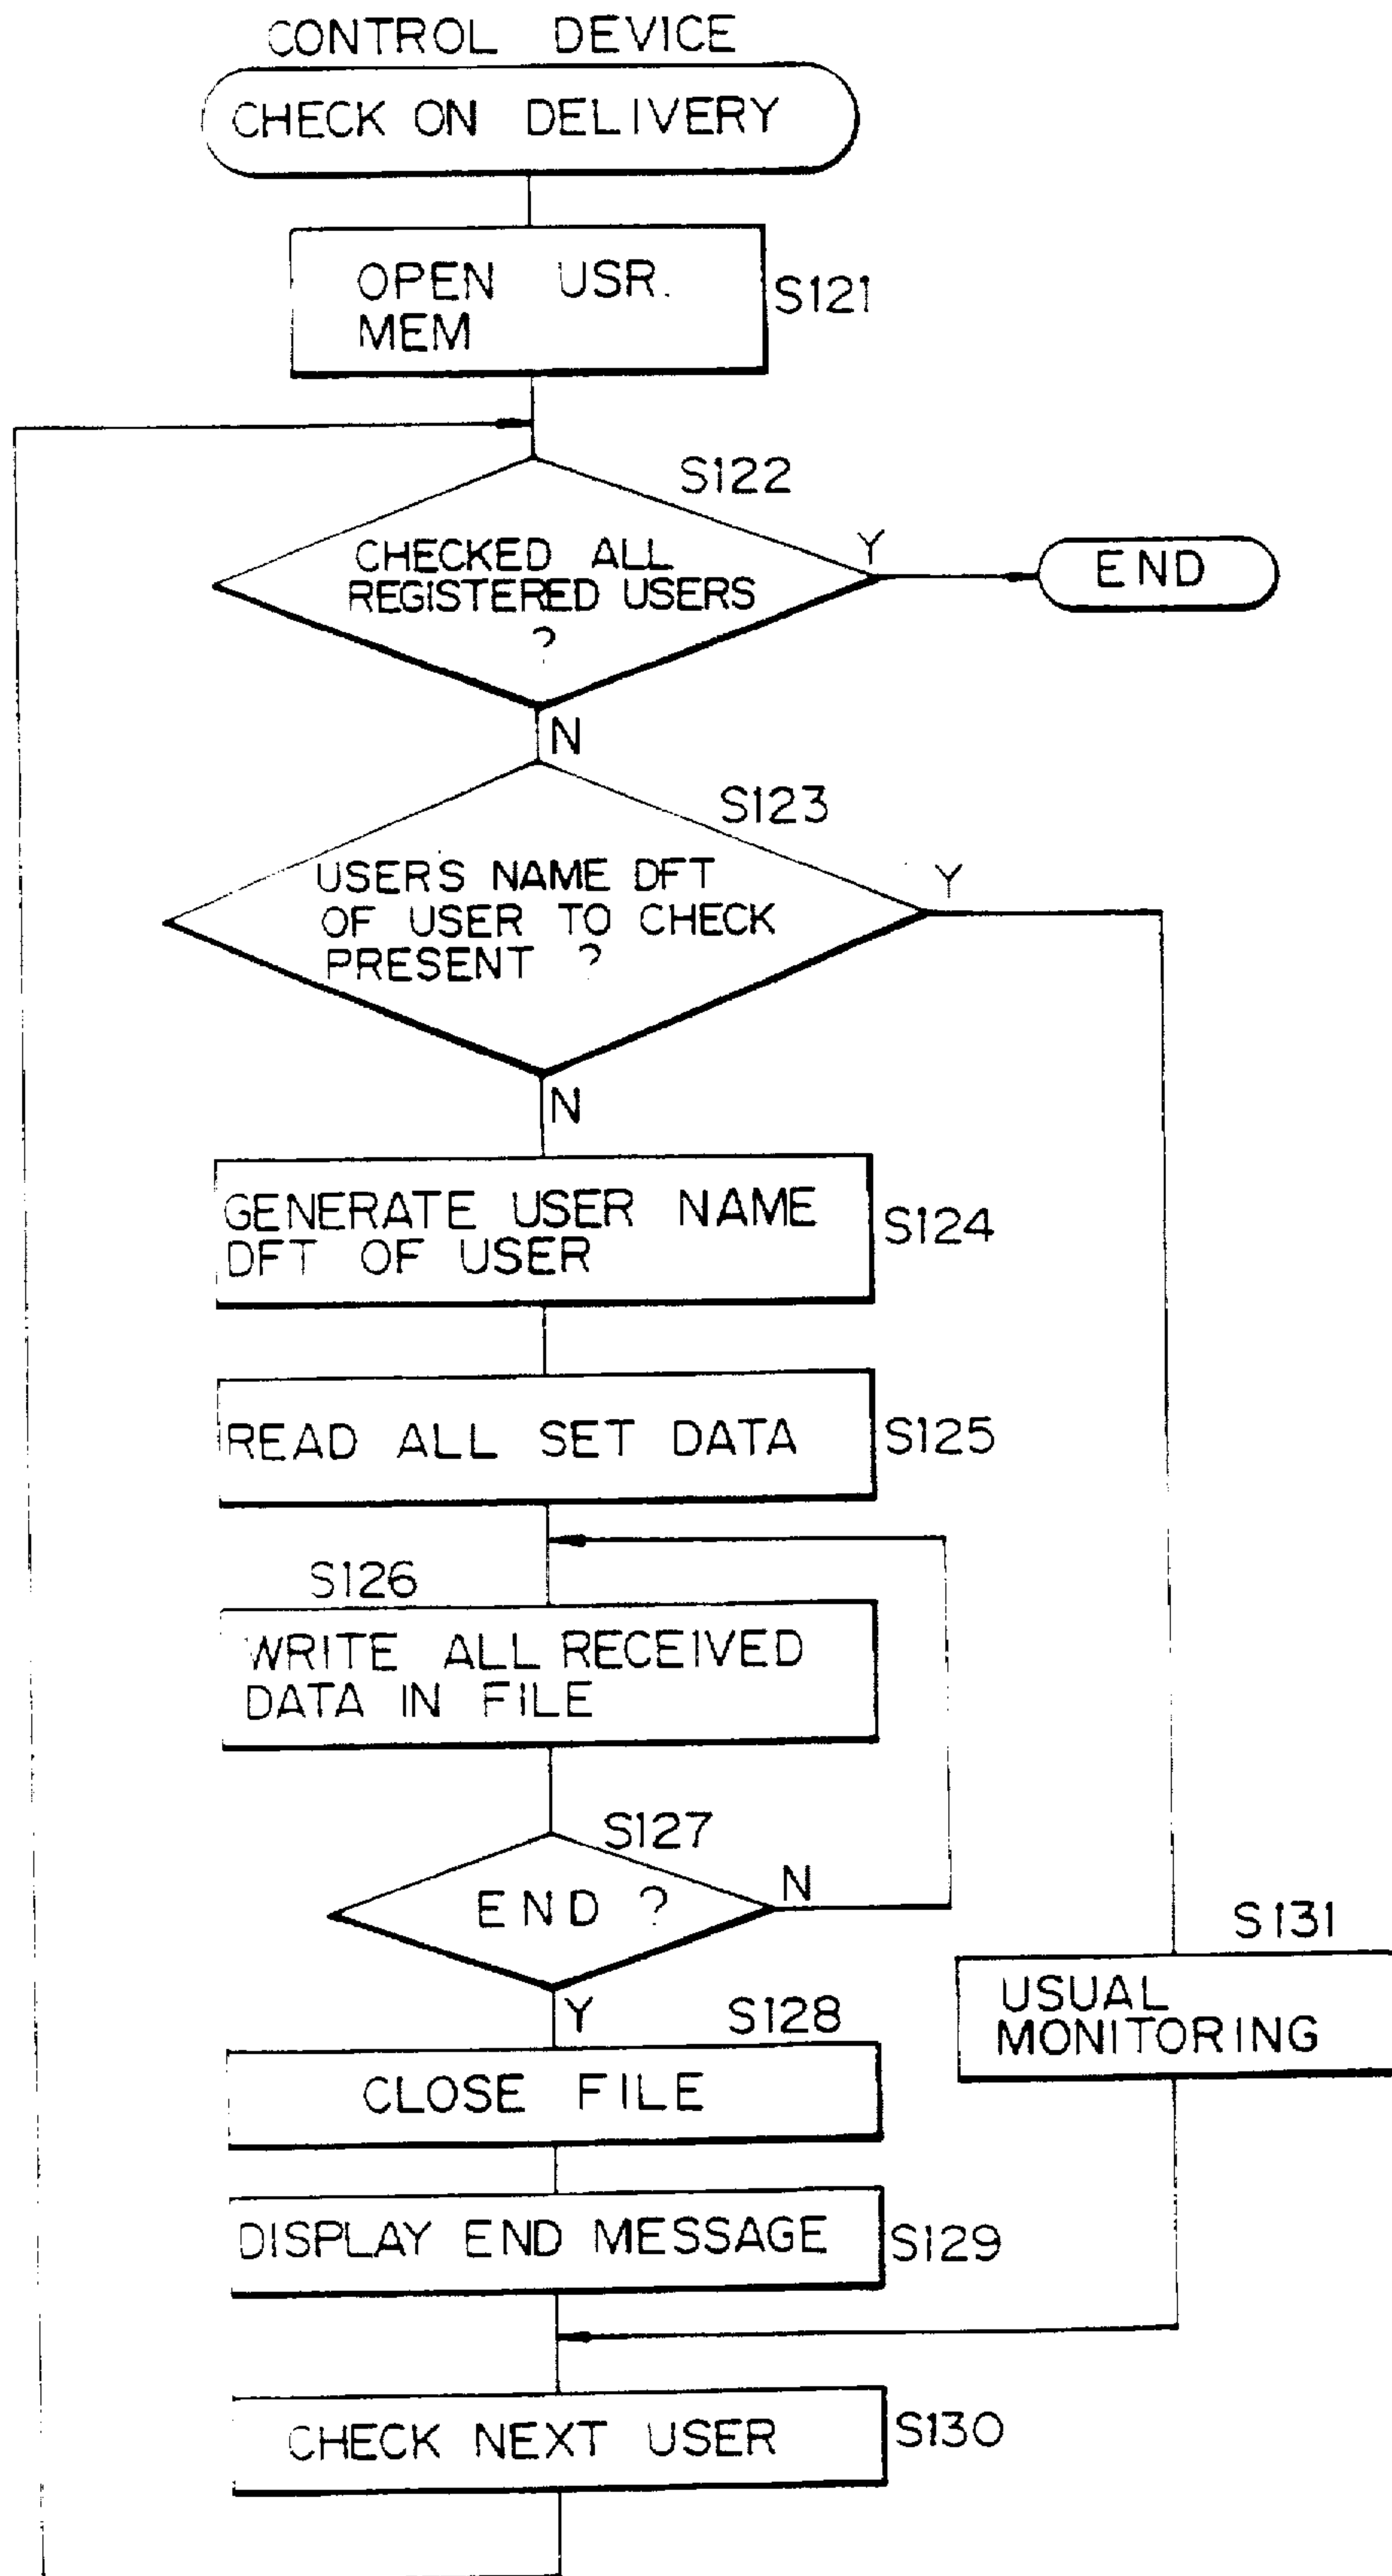 CONTROL DEVICE
CHECK ON DELIVERY
OPEN USR.
MEM
S121
S122
CHECKED ALL
REGISTERED USERS
?
Y
END
N
S123
USERS NAME DFT
OF USER TO CHECK
PRESENT ?
Y
N
GENERATE USER NAME
DFT OF USER
S124
READ ALL SET DATA
S125
S126
WRITE ALL RECEIVED
DATA IN FILE
S127
END ?
N
Y
S131
USUAL
MONITORING
S128
CLOSE FILE
DISPLAY END MESSAGE
S129
CHECK NEXT USER
S130